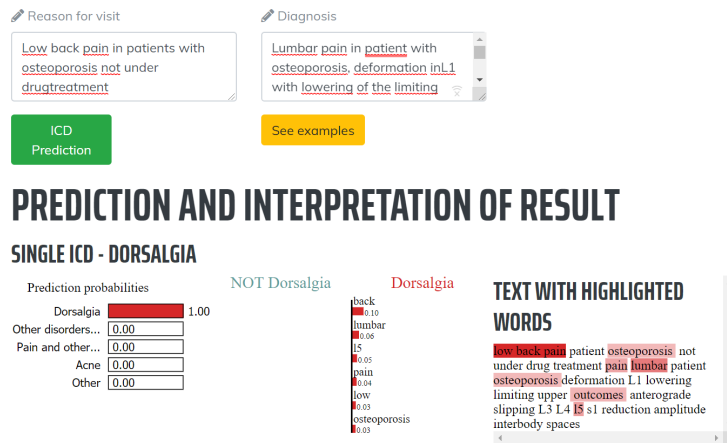 Reason for visit
Diagnosis
Low back pain in patients with
osteoporosis not under
drugtreatment
Lumbar pain in patient with
osteoporosis, deformation inL1
with lowering of the limiting
ICD
Prediction
See examples
PREDICTION AND INTERPRETATION OF RESULT
SINGLE ICD - DORSALGIA
Prediction probabilities
Dorsalgia 1.00
Other disorders... 0.00
Pain and other... 0.00
Acne 0.00
Other 0.00
NOT Dorsalgia Dorsalgia
back
0.10
lumbar
0.06
l5
0.05
pain
0.04
low
0.03
osteoporosis
0.03
TEXT WITH HIGHLIGHTED
WORDS
low back pain patient osteoporosis not
under drug treatment pain lumbar patient
osteoporosis deformation L1 lowering
limiting upper outcomes anterograde
slipping L3 L4 l5 s1 reduction amplitude
interbody spaces